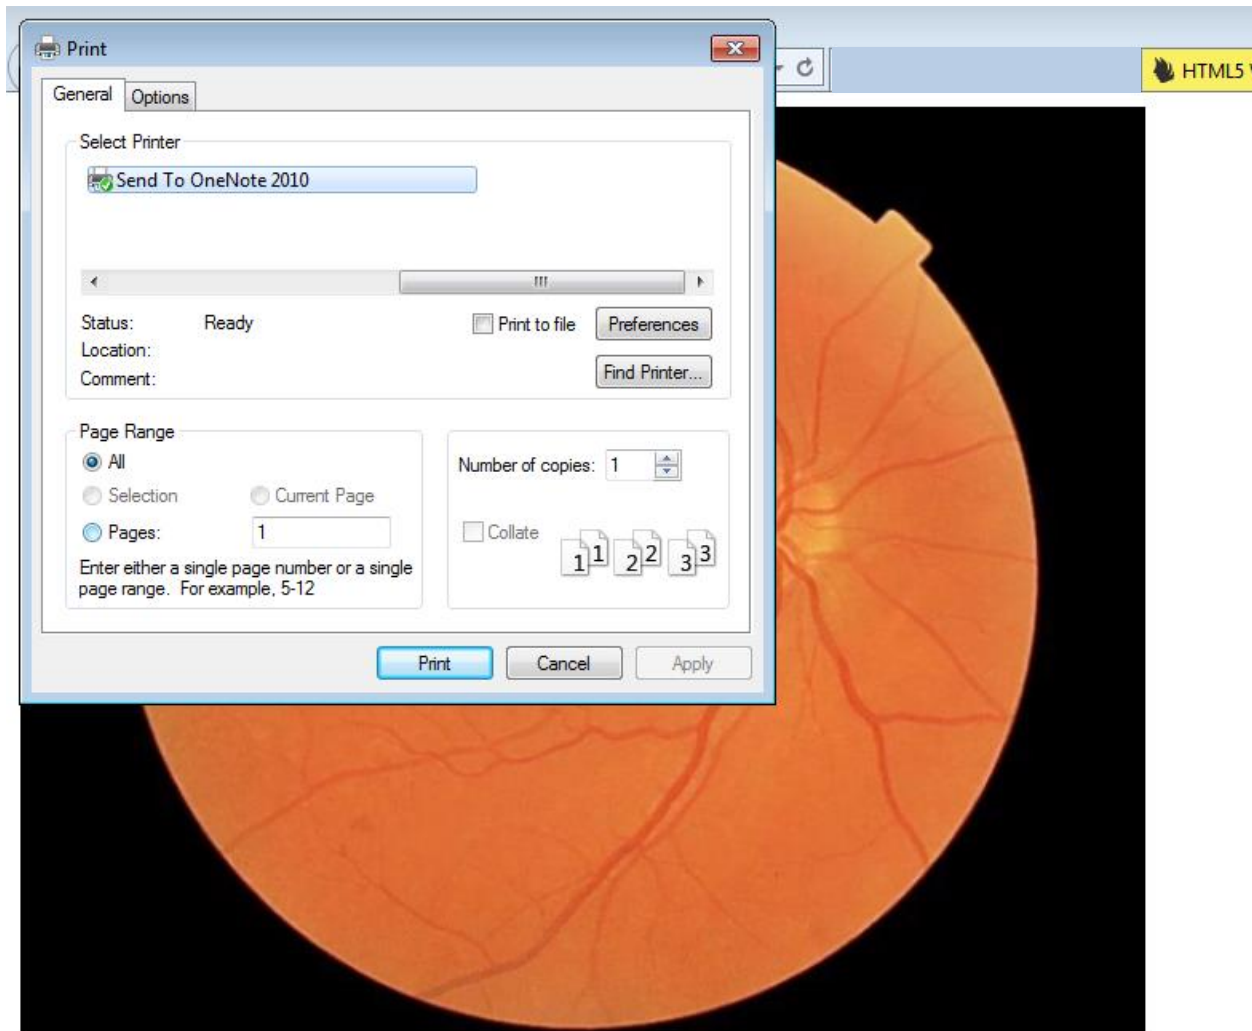 Print
HTML5
General
Options
Select Printer
Send To OneNote 2010
Status:
Ready
Print to file
Preferences
Location:
Comment:
Find Printer...
Page Range
All
Number of copies:
1
Selection
Current Page
Pages:
1
Collate
1 1 2 2 3 3
Enter either a single page number or a single
page range. For example, 5-12
Print
Cancel
Apply